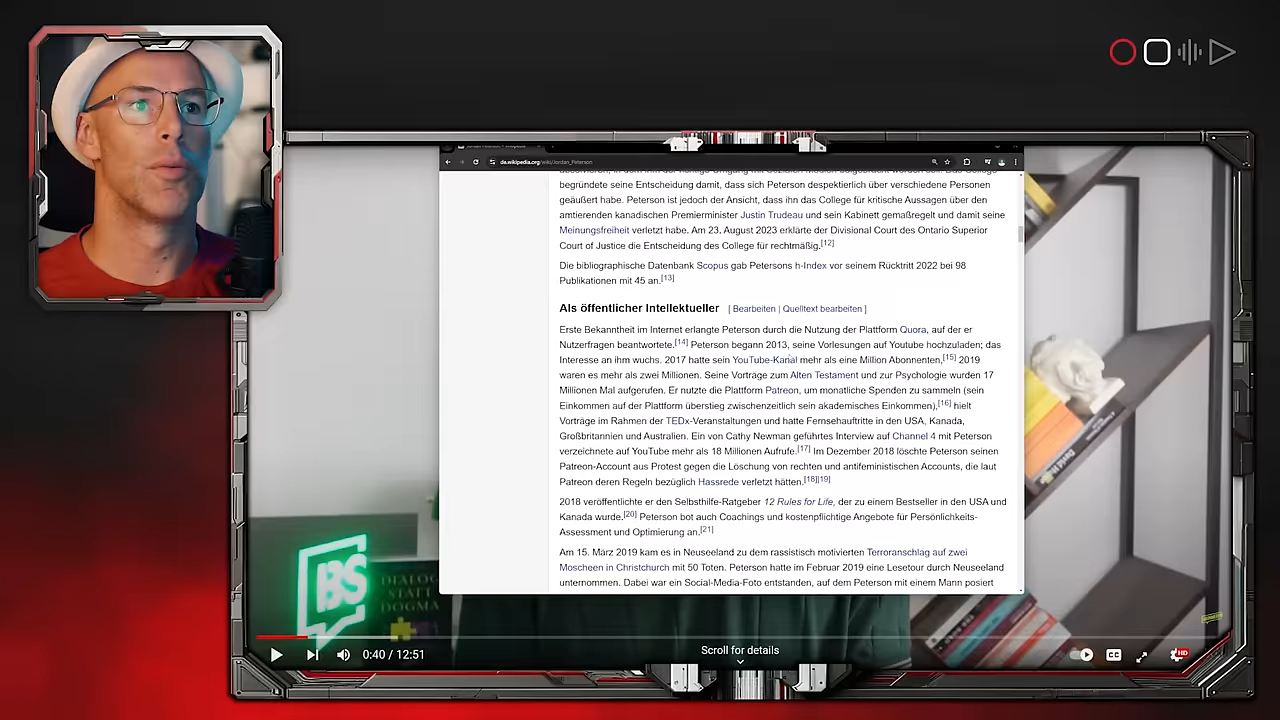 de.wikipedia.org/wiki/Jordan_Peterson
begründete seine Entscheidung damit, dass sich Peterson despektierlich über verschiedene Personen
geäußert habe. Peterson ist jedoch der Ansicht, dass ihn das College für kritische Aussagen über den
amtierenden kanadischen Premierminister Justin Trudeau und sein Kabinett gemaßregelt und damit seine
Meinungsfreiheit verletzt habe. Am 23. August 2023 erklärte der Divisional Court des Ontario Superior
Court of Justice die Entscheidung des College für rechtmäßig.[12]
Die bibliographische Datenbank Scopus gab Petersons h-Index vor seinem Rücktritt 2022 bei 98
Publikationen mit 45 an.[13]
Als öffentlicher Intellektueller [ Bearbeiten | Quelltext bearbeiten ]
Erste Bekanntheit im Internet erlangte Peterson durch die Nutzung der Plattform Quora, auf der er
Nutzerfragen beantwortete.[14] Peterson begann 2013, seine Vorlesungen auf Youtube hochzuladen; das
Interesse an ihm wuchs. 2017 hatte sein YouTube-Kanal mehr als eine Million Abonnenten,[15] 2019
waren es mehr als zwei Millionen. Seine Vorträge zum Alten Testament und zur Psychologie wurden 17
Millionen Mal aufgerufen. Er nutzte die Plattform Patreon, um monatliche Spenden zu sammeln (sein
Einkommen auf der Plattform überstieg zwischenzeitlich sein akademisches Einkommen),[16] hielt
Vorträge im Rahmen der TEDx-Veranstaltungen und hatte Fernsehauftritte in den USA, Kanada,
Großbritannien und Australien. Ein von Cathy Newman geführtes Interview auf Channel 4 mit Peterson
verzeichnete auf YouTube mehr als 18 Millionen Aufrufe.[17] Im Dezember 2018 löschte Peterson seinen
Patreon-Account aus Protest gegen die Löschung von rechten und antifeministischen Accounts, die laut
Patreon deren Regeln bezüglich Hassrede verletzt hätten.[18][19]
2018 veröffentlichte er den Selbsthilfe-Ratgeber 12 Rules for Life, der zu einem Bestseller in den USA und
Kanada wurde.[20] Peterson bot auch Coachings und kostenpflichtige Angebote für Persönlichkeits-
Assessment und Optimierung an.[21]
Am 15. März 2019 kam es in Neuseeland zu dem rassistisch motivierten Terroranschlag auf zwei
Moscheen in Christchurch mit 50 Toten. Peterson hatte im Februar 2019 eine Lesetour durch Neuseeland
unternommen. Dabei war ein Social-Media-Foto entstanden, auf dem Peterson mit einem Mann posiert
BS
DIALOG
STATT
DOGMA
0:40 / 12:51
Scroll for details
CC
HD